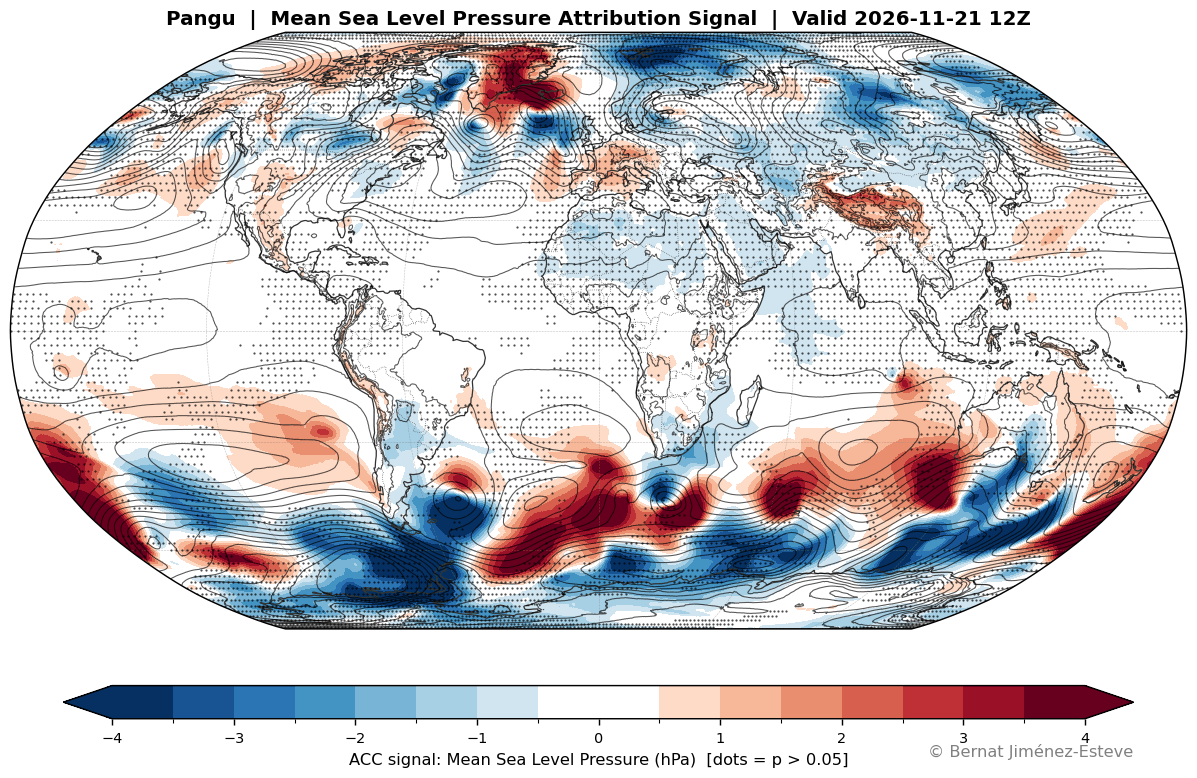 Pangu | Mean Sea Level Pressure Attribution Signal | Valid 2026-11-21 12Z
−4 −3 −2 −1 0 1 2 3 4
ACC signal: Mean Sea Level Pressure (hPa) [dots = p > 0.05]
© Bernat Jiménez-Esteve